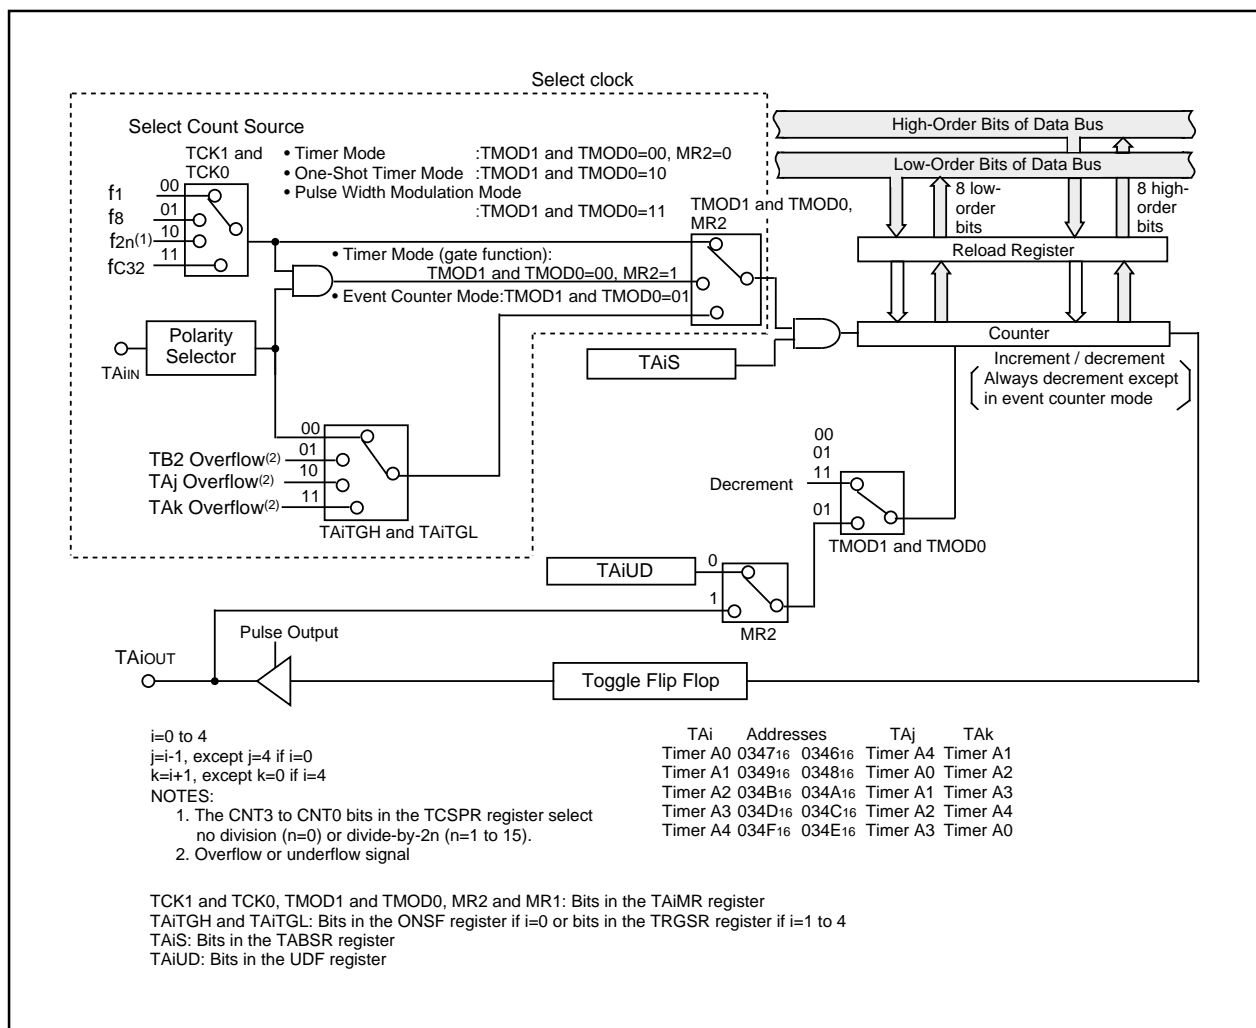 Select clock
Select Count Source
TCK1 and
TCK0
• Timer Mode :TMOD1 and TMOD0=00, MR2=0
• One-Shot Timer Mode :TMOD1 and TMOD0=10
• Pulse Width Modulation Mode
:TMOD1 and TMOD0=11
f1
00
f8
01
f2n(1)
10
fC32
11
TMOD1 and TMOD0,
MR2
• Timer Mode (gate function):
TMOD1 and TMOD0=00, MR2=1
• Event Counter Mode:TMOD1 and TMOD0=01
High-Order Bits of Data Bus
Low-Order Bits of Data Bus
8 low-
order
bits
8 high-
order
bits
Reload Register
Counter
Increment / decrement
Always decrement except
in event counter mode
Polarity
Selector
TAiIN
TAiS
00
TB2 Overflow(2)
01
TAj Overflow(2)
10
TAk Overflow(2)
11
TAiTGH and TAiTGL
00
01
11
Decrement
01
TMOD1 and TMOD0
TAiUD
0
1
MR2
Pulse Output
TAiOUT
Toggle Flip Flop
i=0 to 4
j=i-1, except j=4 if i=0
k=i+1, except k=0 if i=4
NOTES:
1. The CNT3 to CNT0 bits in the TCSPR register select
no division (n=0) or divide-by-2n (n=1 to 15).
2. Overflow or underflow signal
TAi Addresses TAj TAk
Timer A0 034716 034616 Timer A4 Timer A1
Timer A1 034916 034816 Timer A0 Timer A2
Timer A2 034B16 034A16 Timer A1 Timer A3
Timer A3 034D16 034C16 Timer A2 Timer A4
Timer A4 034F16 034E16 Timer A3 Timer A0
TCK1 and TCK0, TMOD1 and TMOD0, MR2 and MR1: Bits in the TAiMR register
TAiTGH and TAiTGL: Bits in the ONSF register if i=0 or bits in the TRGSR register if i=1 to 4
TAiS: Bits in the TABSR register
TAiUD: Bits in the UDF register